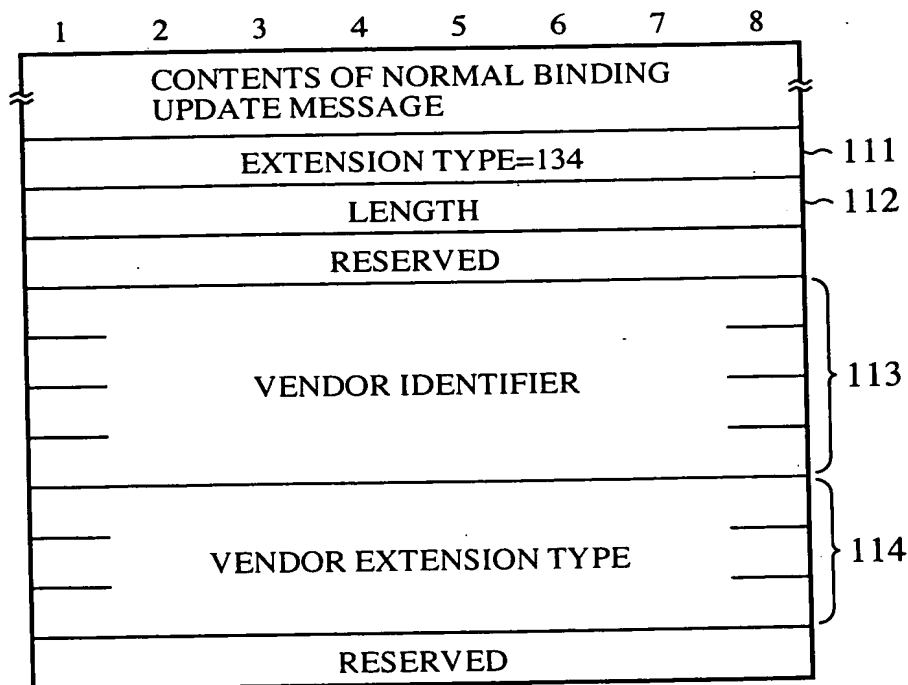 1 2 3 4 5 6 7 8
CONTENTS OF NORMAL BINDING
UPDATE MESSAGE
EXTENSION TYPE=134
111
LENGTH
112
RESERVED
VENDOR IDENTIFIER
113
VENDOR EXTENSION TYPE
114
RESERVED